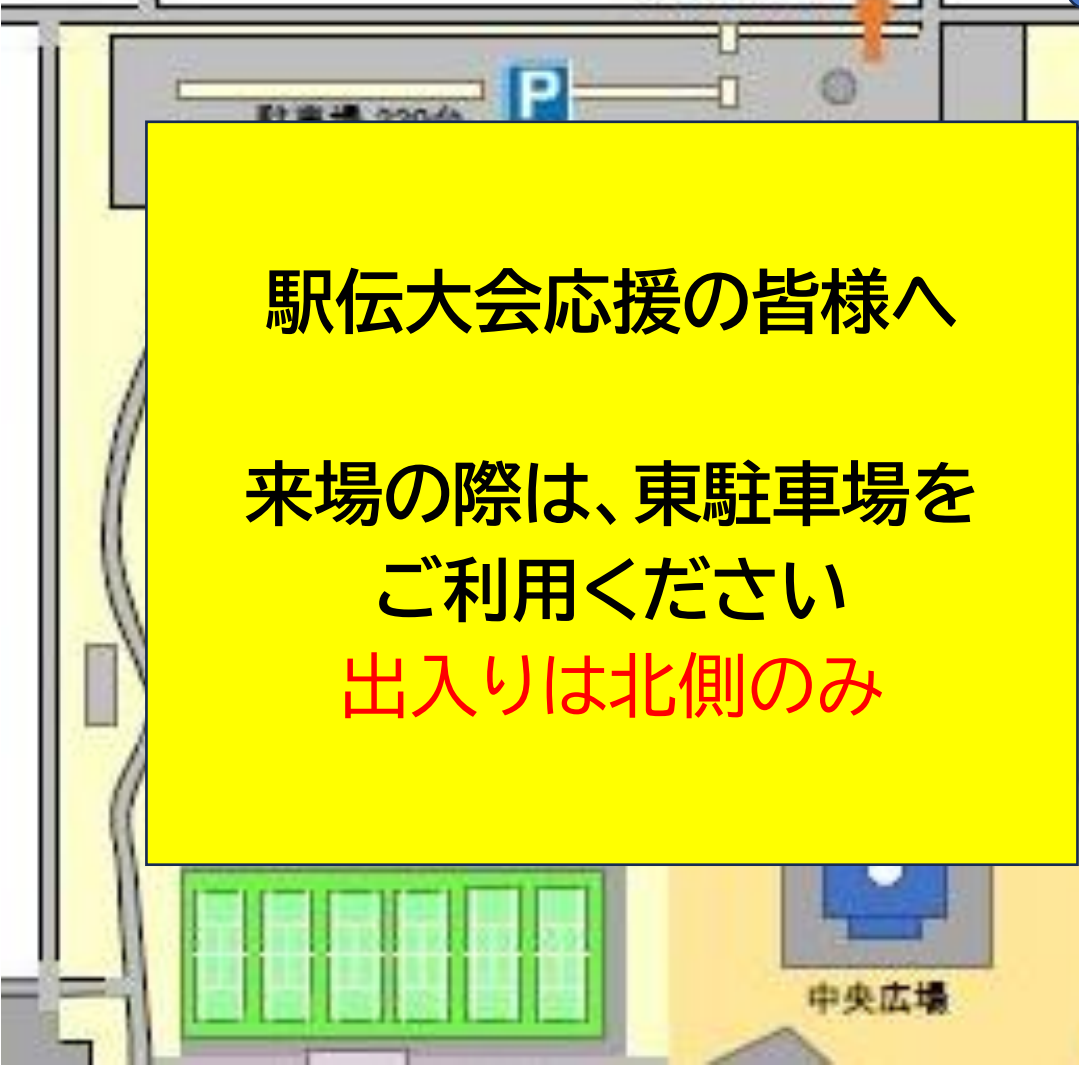 P
駅伝大会応援の皆様へ
来場の際は、東駐車場を
ご利用ください
出入りは北側のみ
中央広場